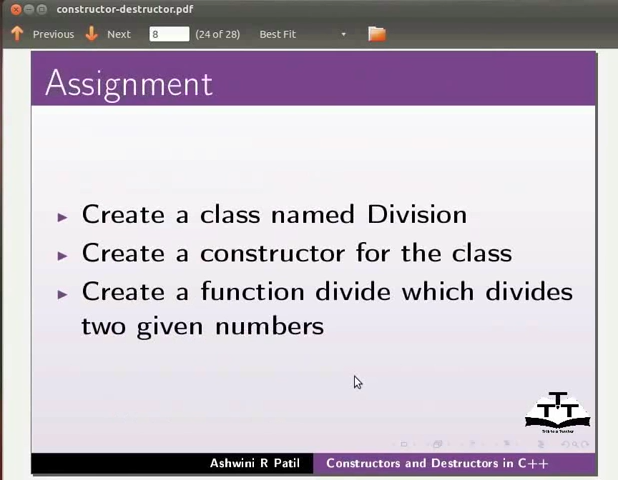 constructor-destructor.pdf
Previous Next 8 (24 of 28) Best Fit
Assignment
Create a class named Division
Create a constructor for the class
Create a function divide which divides
two given numbers
TTT
Ashwini R Patil Constructors and Destructors in C++